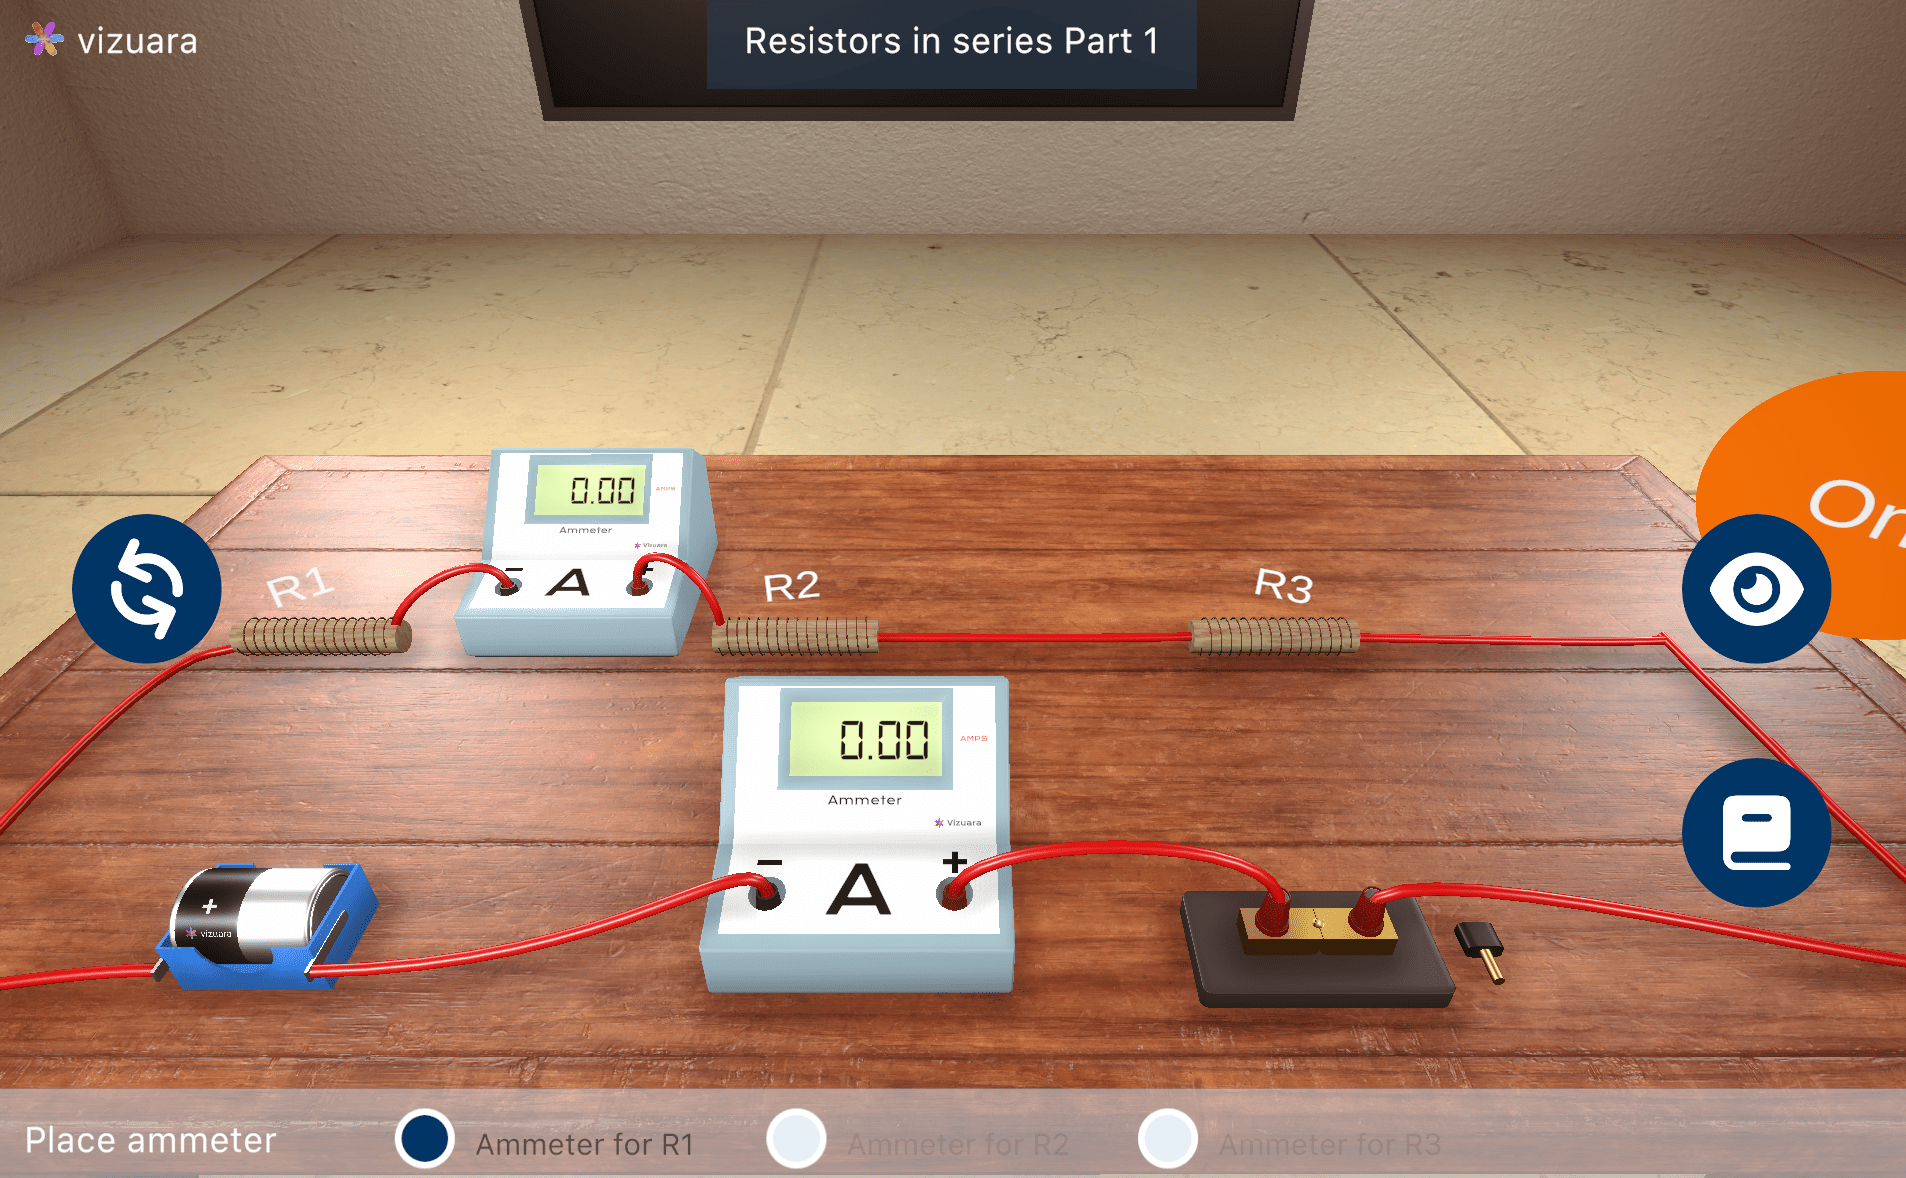 vizuara
Resistors in series Part 1
0.00
AMPS
Ammeter
Vizuara
- +
A
R1
R2
R3
On
0.00
AMPS
Ammeter
Vizuara
- +
A
+
vizuara
Place ammeter
Ammeter for R1
Ammeter for R2
Ammeter for R3